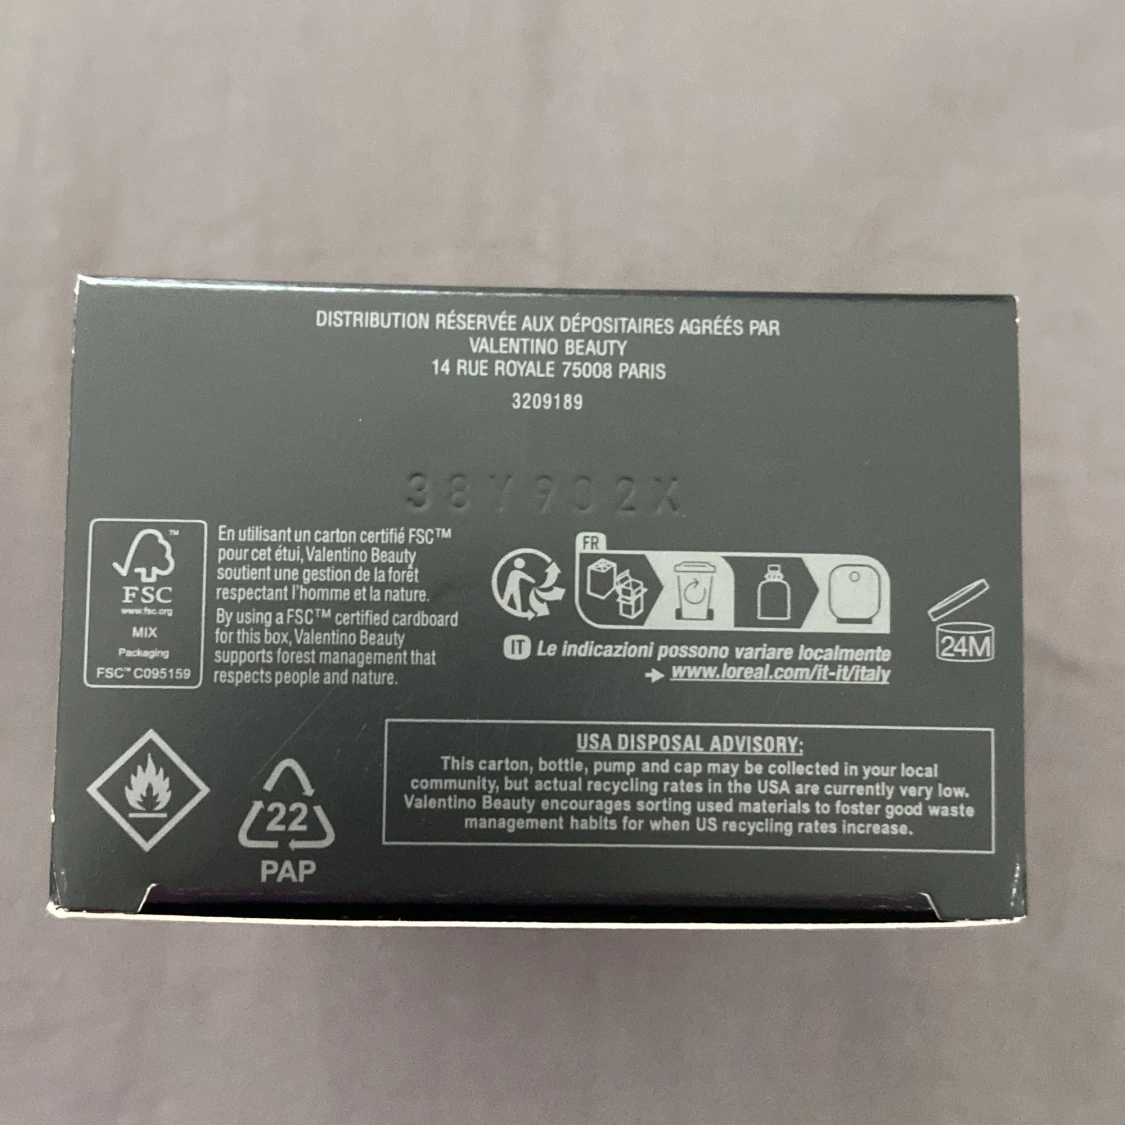 DISTRIBUTION RÉSERVÉE AUX DÉPOSITAIRES AGRÉÉS PAR
VALENTINO BEAUTY
14 RUE ROYALE 75008 PARIS
3209189
38Y902X
FSC
www.fsc.org
MIX
Packaging
FSC™ C095159
En utilisant un carton certifié FSC™
pour cet étui, Valentino Beauty
soutient une gestion de la forêt
respectant l'homme et la nature.
By using a FSC™ certified cardboard
for this box, Valentino Beauty
supports forest management that
respects people and nature.
FR
IT Le indicazioni possono variare localmente
www.loreal.com/it-it/italy
24M
22
PAP
USA DISPOSAL ADVISORY:
This carton, bottle, pump and cap may be collected in your local
community, but actual recycling rates in the USA are currently very low.
Valentino Beauty encourages sorting used materials to foster good waste
management habits for when US recycling rates increase.